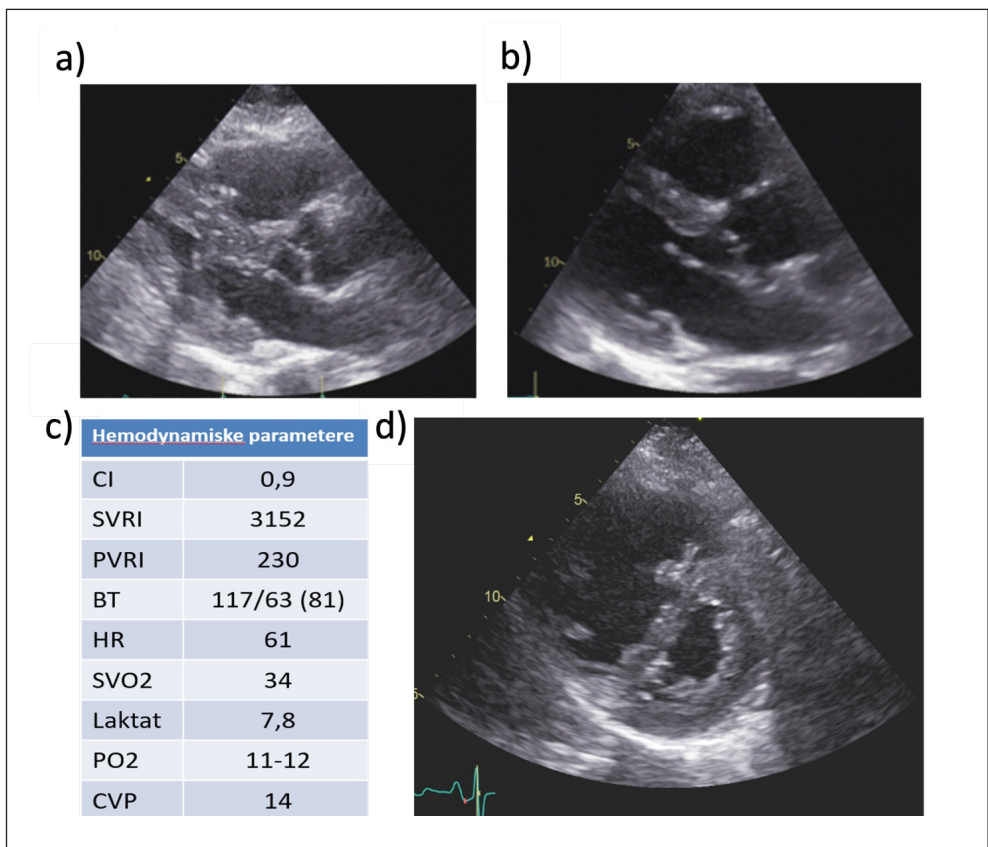 a)
5
10
b)
5
10
c)
Hemodynamiske parametere
CI 0,9
SVRI 3152
PVRI 230
BT 117/63 (81)
HR 61
SVO2 34
Laktat 7,8
PO2 11-12
CVP 14
d)
5
10
5